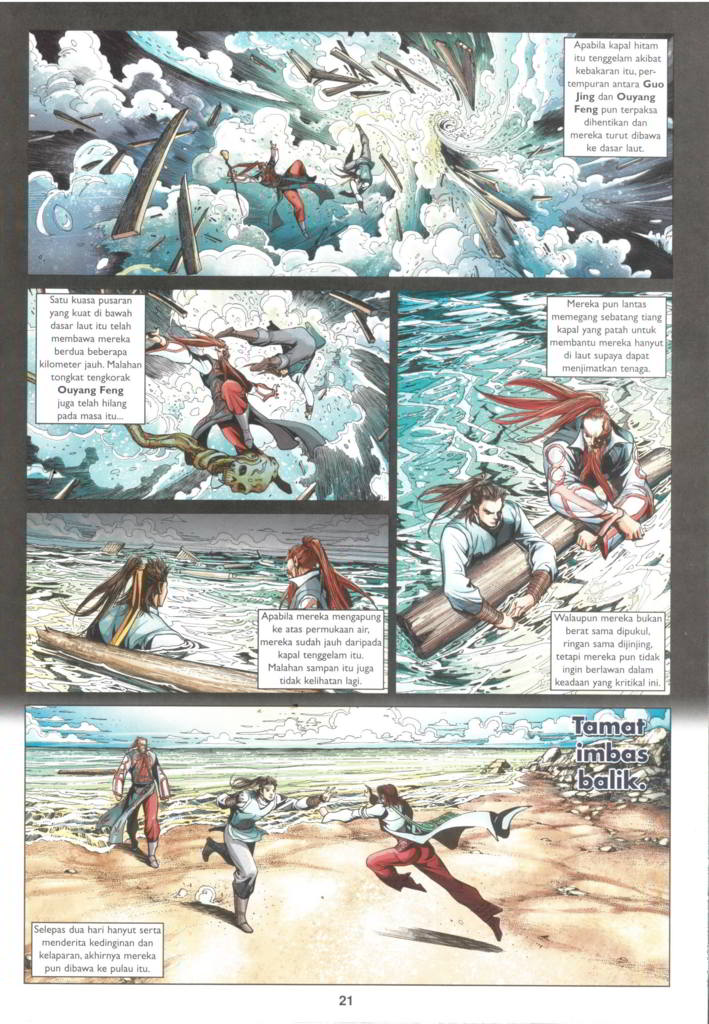 Apabila kapal hitam
itu tenggelam akibat
kebakaran itu, per-
tempuran antara Guo
Jing dan Ouyang
Feng pun terpaksa
dihentikan dan
mereka turut dibawa
ke dasar laut.
Satu kuasa pusaran
yang kuat di bawah
dasar laut itu telah
membawa mereka
berdua beberapa
kilometer jauh. Malahan
tongkat tengkorak
Ouyang Feng
juga telah hilang
pada masa itu...
Apabila mereka mengapung
ke atas permukaan air,
mereka sudah jauh daripada
kapal tenggelam itu.
Malahan sampan itu juga
tidak kelihatan lagi.
Mereka pun lantas
memegang sebatang tiang
kapal yang patah untuk
membantu mereka hanyut
di laut supaya dapat
menjimatkan tenaga.
Walaupun mereka bukan
berat sama dipukul,
ringan sama dijinjing,
tetapi mereka pun tidak
ingin berlawan dalam
keadaan yang kritikal ini.
Tamat
imbas
balik.
Selepas dua hari hanyut serta
menderita kedinginan dan
kelaparan, akhirnya mereka
pun dibawa ke pulau itu.
21